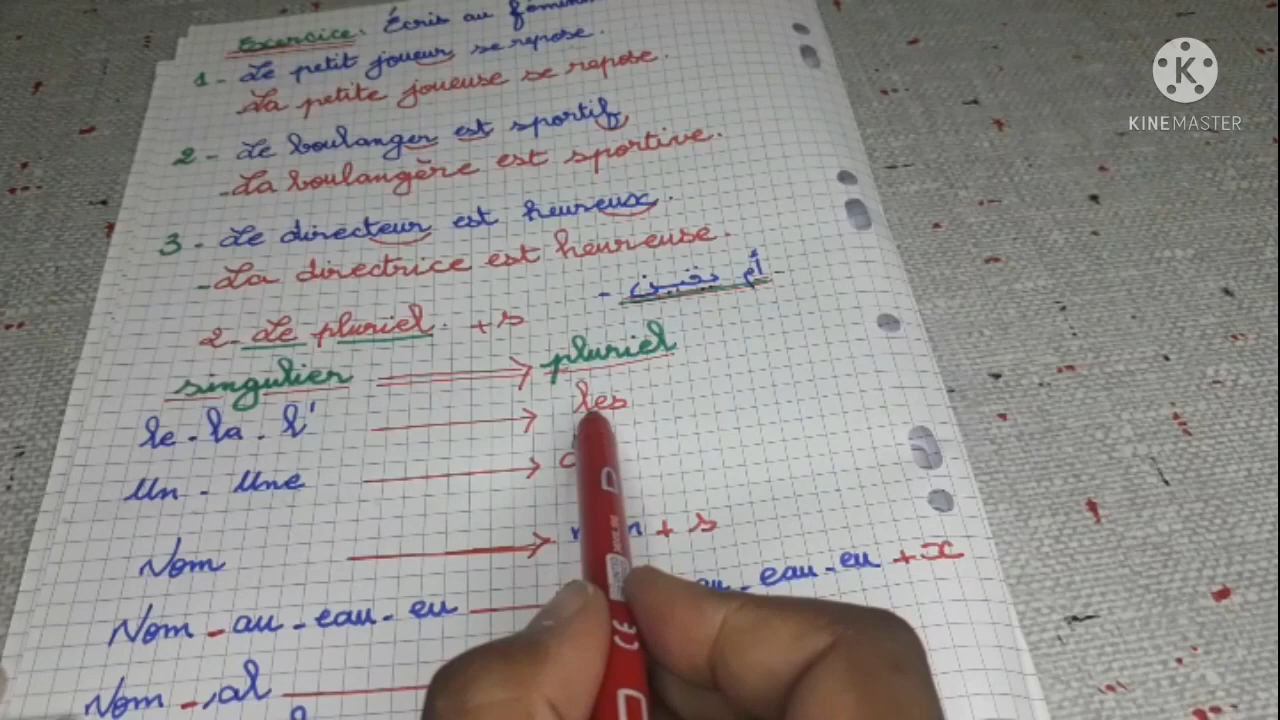 Exercice. Écris au
1 - Le petit joueur se repose.
La petite joueuse se repose.
2 - Le boulanger est sportif
- La boulangère est sportive.
3 - Le directeur est heureux.
- La directrice est heureuse.
- أم يقين -
2 - Le pluriel. + s
singulier → pluriel
le - la - l' → les
Un - Une →
Nom → + s
Nom - au - eau - eu - eau - eu + x
Nom - al
K
KINEMASTER